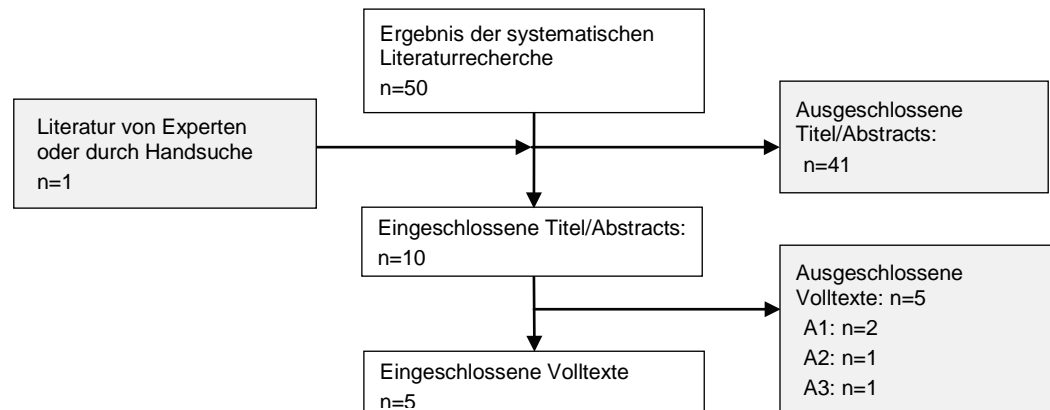 Ergebnis der systematischen
Literaturrecherche
n=50
Literatur von Experten
oder durch Handsuche
n=1
Ausgeschlossene
Titel/Abstracts:
n=41
Eingeschlossene Titel/Abstracts:
n=10
Ausgeschlossene
Volltexte: n=5
A1: n=2
A2: n=1
A3: n=1
Eingeschlossene Volltexte
n=5